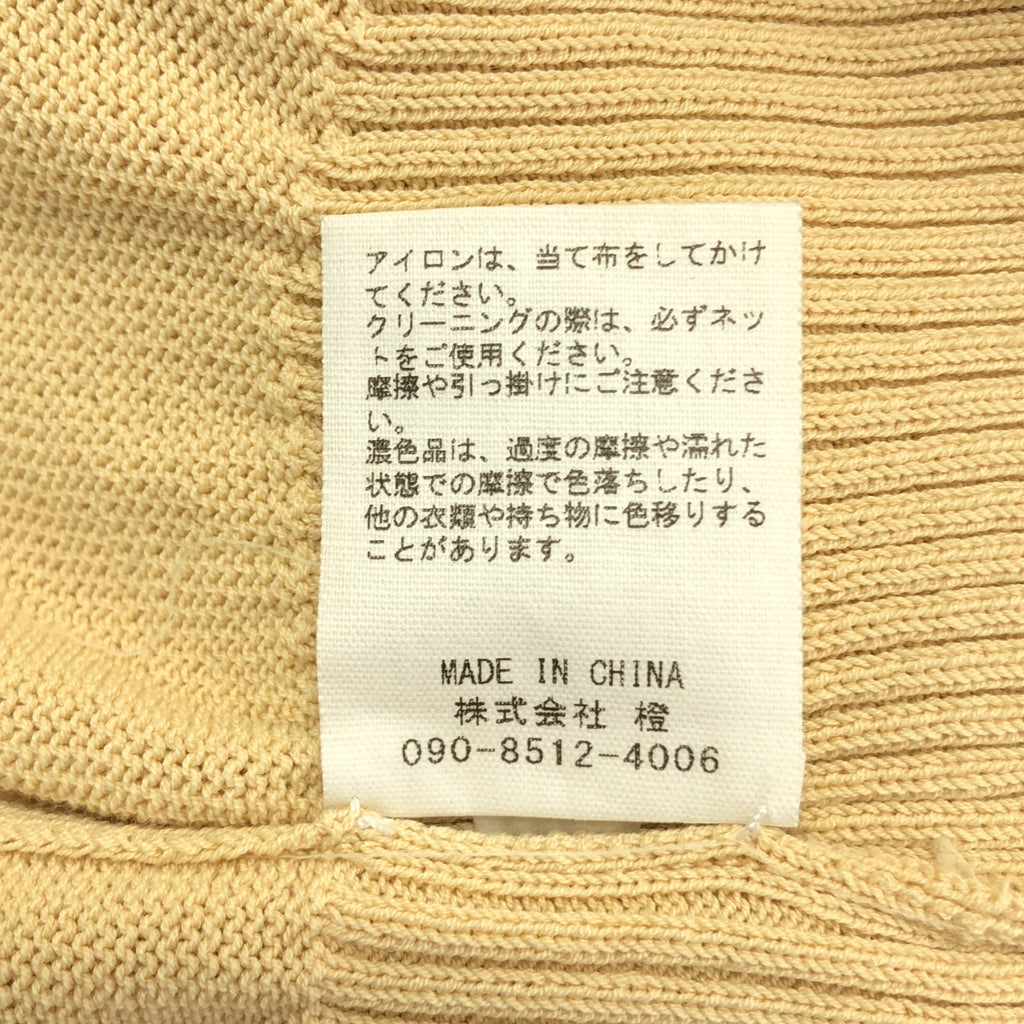 アイロンは、当て布をしてかけ
てください。
クリーニングの際は、必ずネッ
トをご使用ください。
摩擦や引っ掛けにご注意くださ
い。
濃色品は、過度の摩擦や濡れた
状態での摩擦で色落ちしたり、
他の衣類や持ち物に色移りする
ことがあります。
MADE IN CHINA
株式会社 橙
090-8512-4006